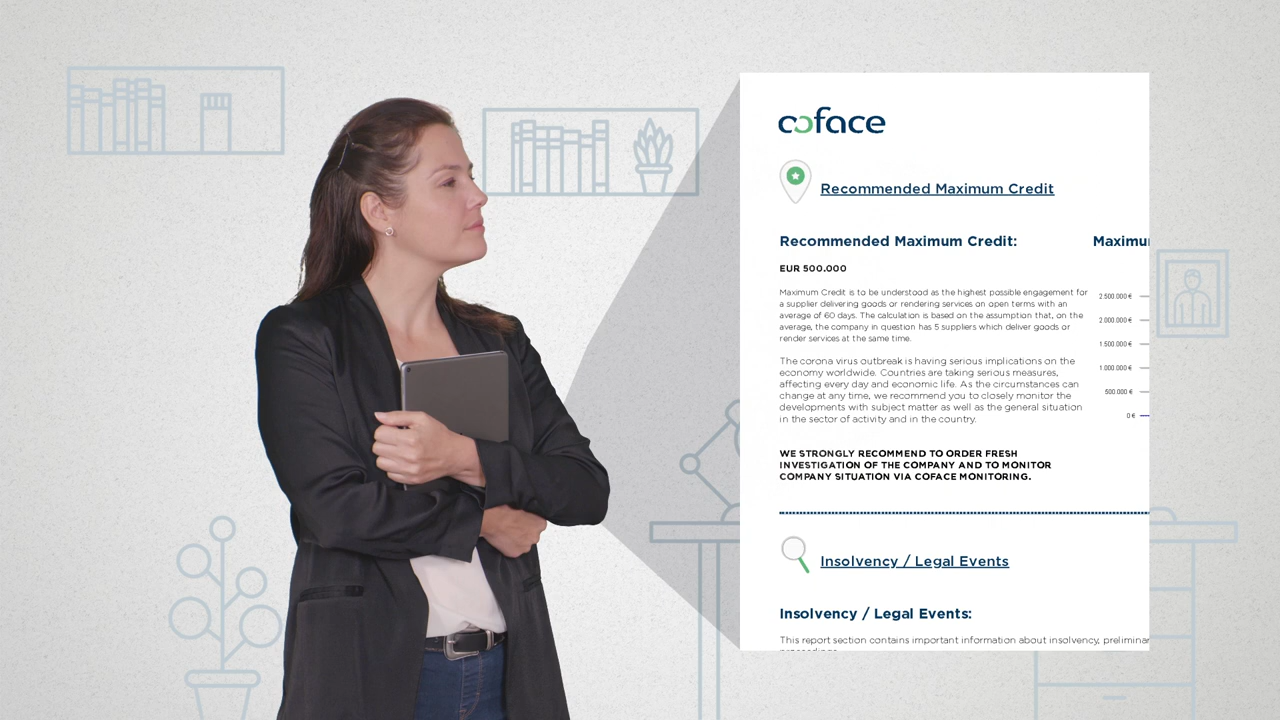 coface
Recommended Maximum Credit
Recommended Maximum Credit:
EUR 500.000
Maximum Credit is to be understood as the highest possible engagement for
a supplier delivering goods or rendering services on open terms with an
average of 60 days. The calculation is based on the assumption that, on the
average, the company in question has 5 suppliers which deliver goods or
render services at the same time.
The corona virus outbreak is having serious implications on the
economy worldwide. Countries are taking serious measures,
affecting every day and economic life. As the circumstances can
change at any time, we recommend you to closely monitor the
developments with subject matter as well as the general situation
in the sector of activity and in the country.
WE STRONGLY RECOMMEND TO ORDER FRESH
INVESTIGATION OF THE COMPANY AND TO MONITOR
COMPANY SITUATION VIA COFACE MONITORING.
Maximu
2.500.000 €
2.000.000 €
1.500.000 €
1.000.000 €
500.000 €
0 €
Insolvency / Legal Events
Insolvency / Legal Events:
This report section contains important information about insolvency, preliminar